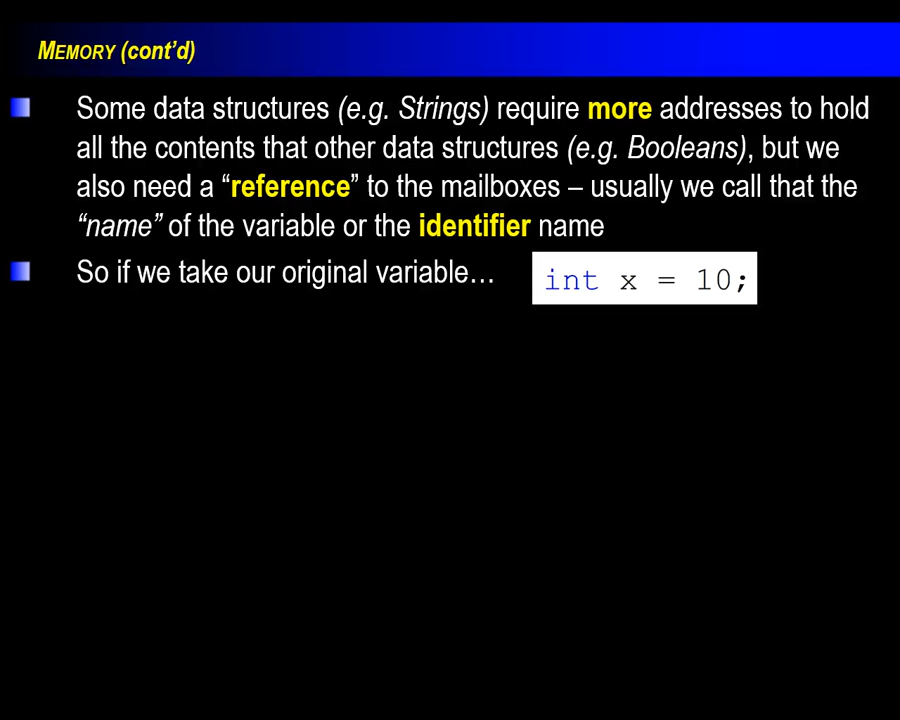 MEMORY (cont’d)
Some data structures (e.g. Strings) require more addresses to hold
all the contents that other data structures (e.g. Booleans), but we
also need a “reference” to the mailboxes – usually we call that the
“name” of the variable or the identifier name
So if we take our original variable…
int x = 10;